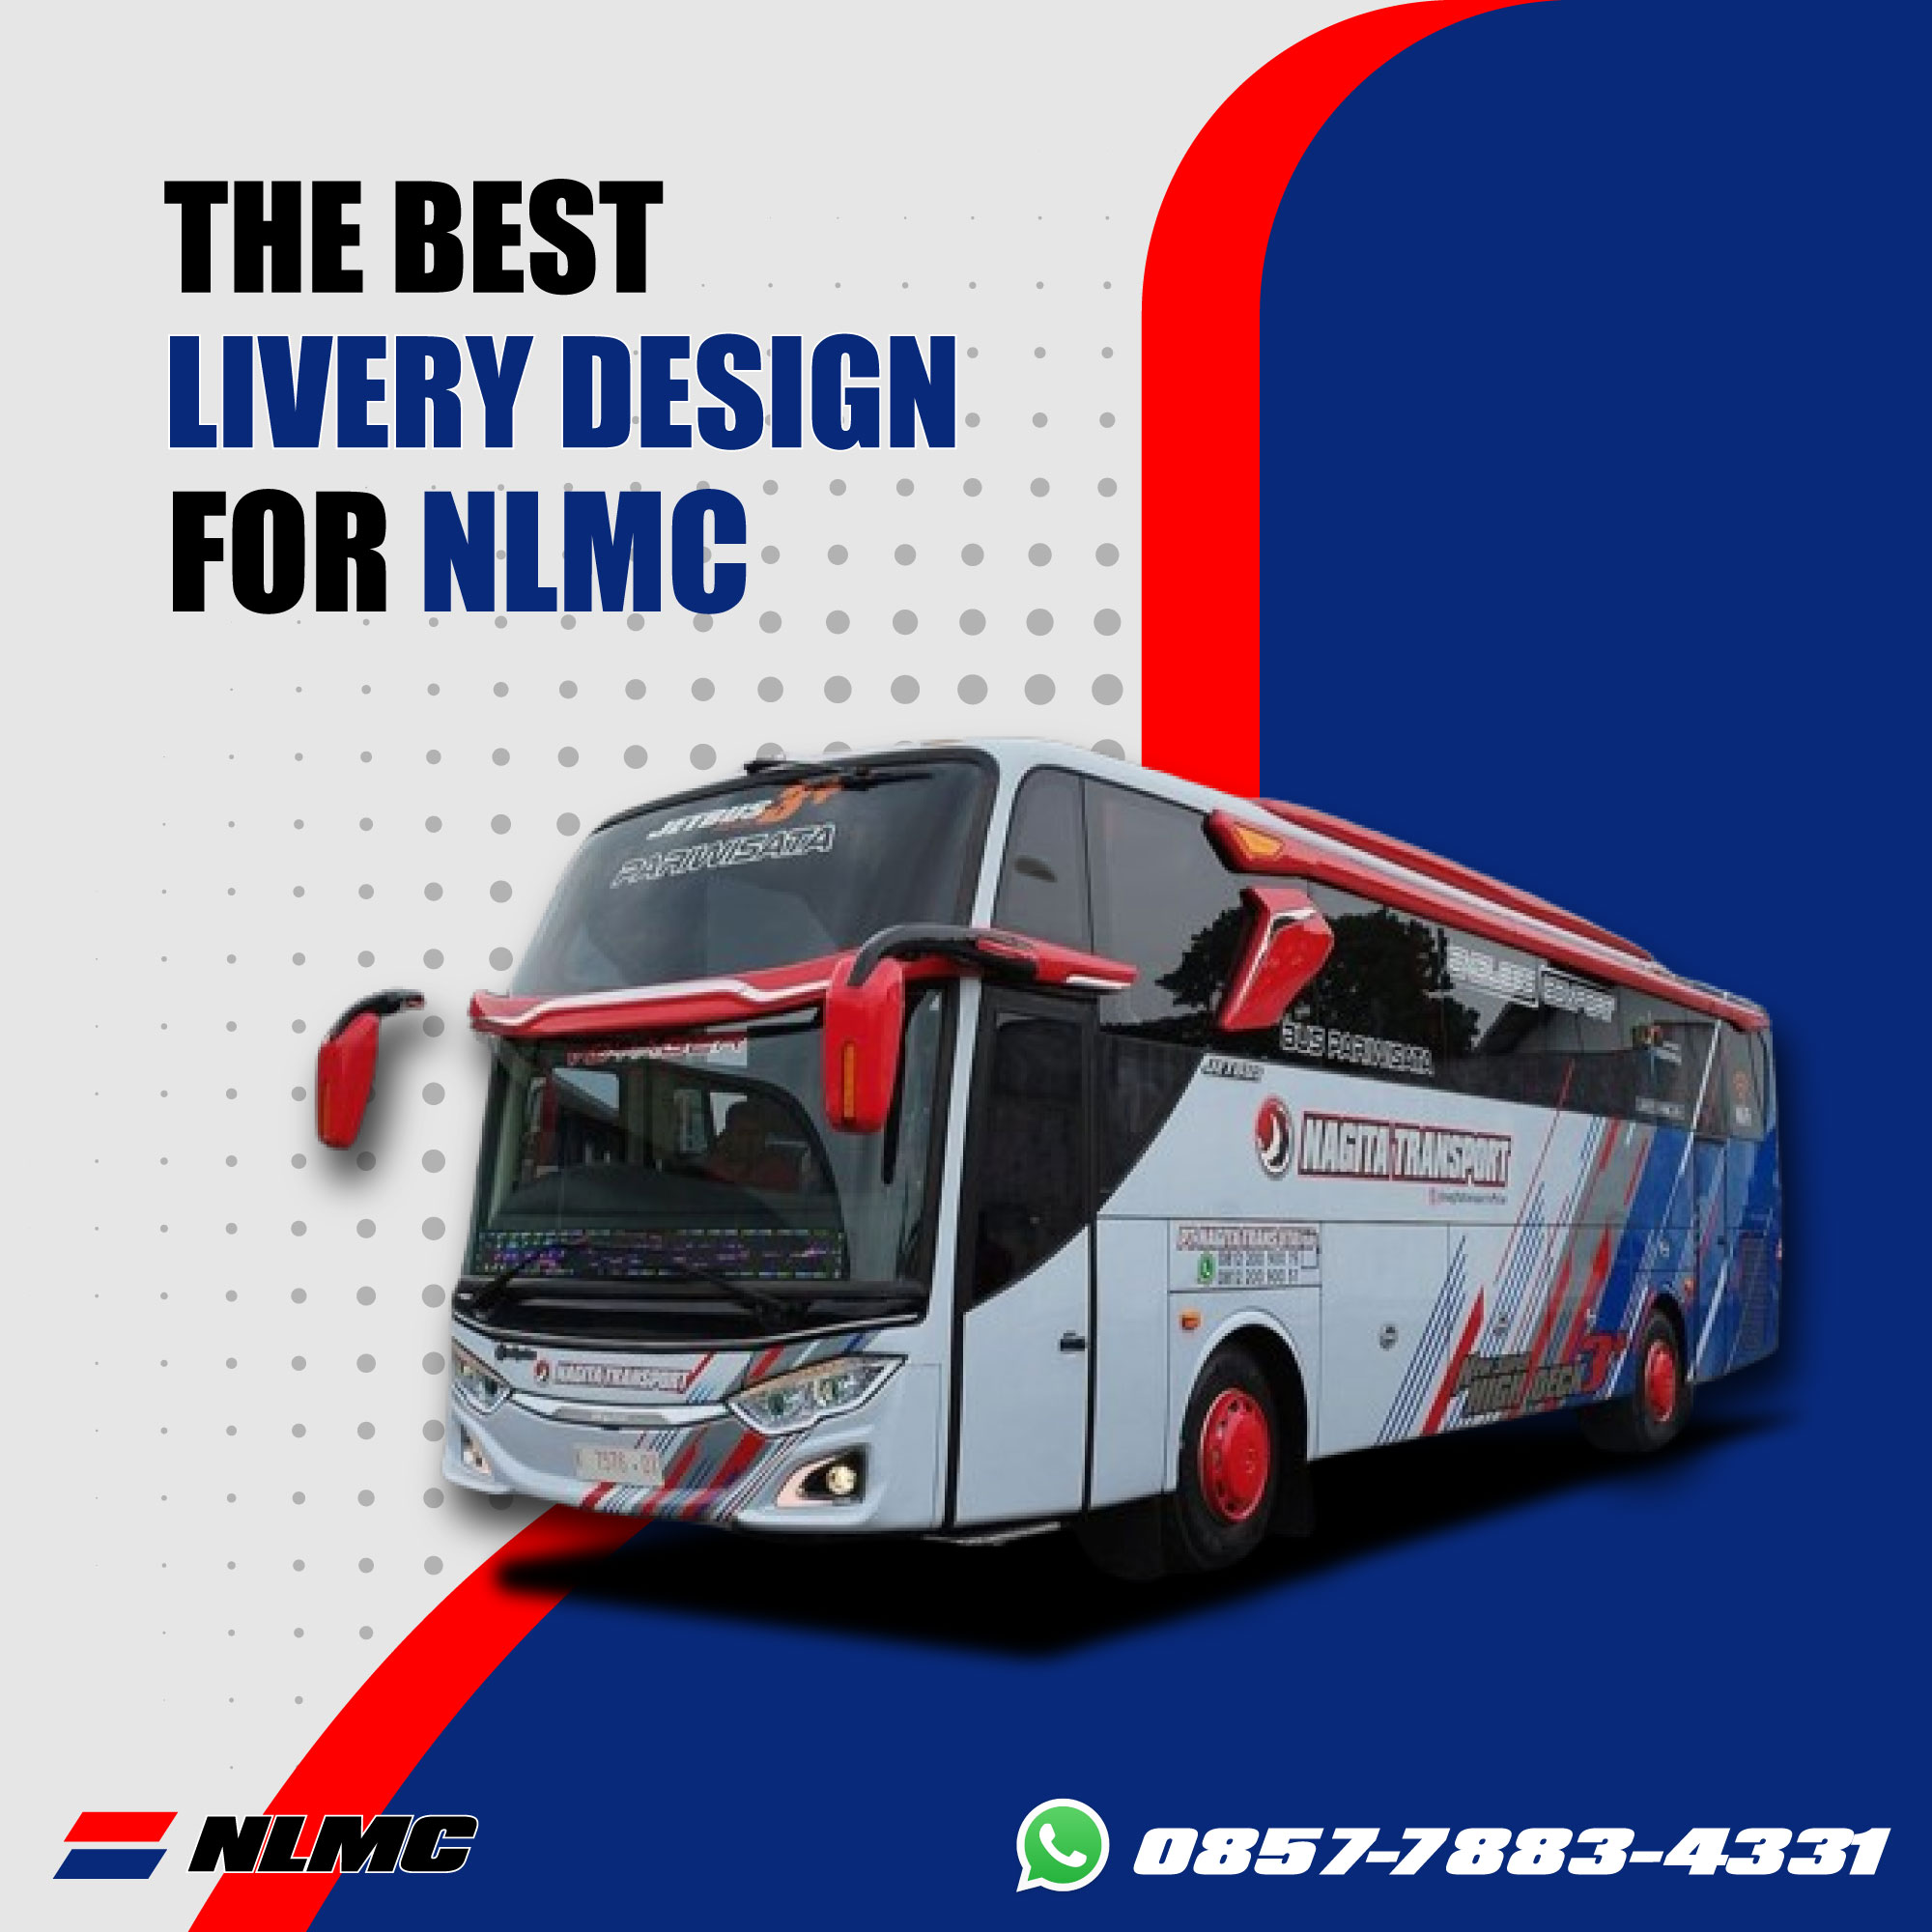 THE BEST
LIVERY DESIGN
FOR NLMC
JETBUS 3+
PARIWISATA
BUS PARIWISATA
JETBUS
NAGITA TRANSPORT
NAGITA TRANSPORT
HIGH DECK
NLMC
0857-7883-4331